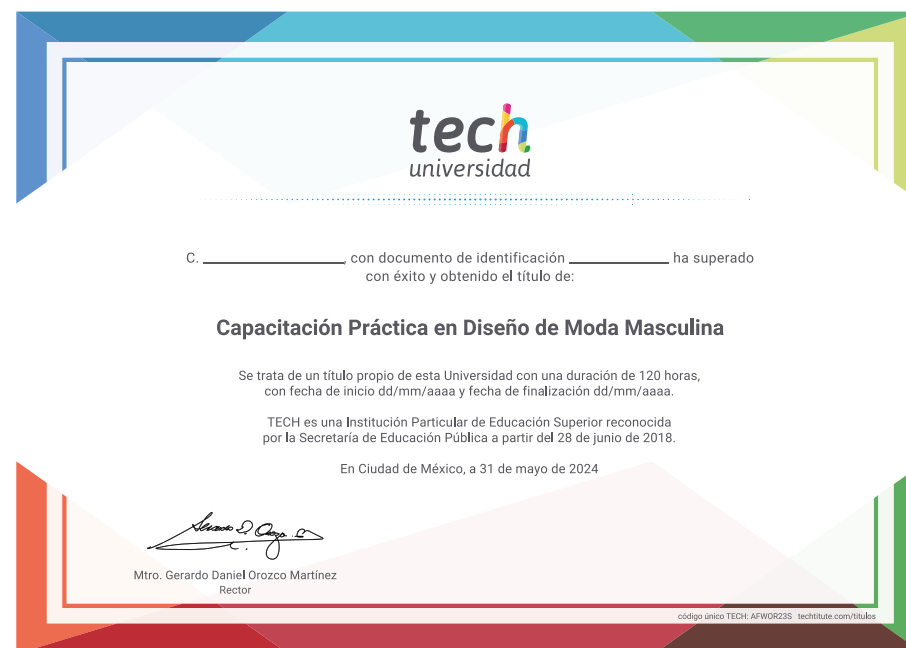 tech
universidad
C. ________________, con documento de identificación ____________ ha superado
con éxito y obtenido el título de:
Capacitación Práctica en Diseño de Moda Masculina
Se trata de un título propio de esta Universidad con una duración de 120 horas,
con fecha de inicio dd/mm/aaaa y fecha de finalización dd/mm/aaaa.
TECH es una Institución Particular de Educación Superior reconocida
por la Secretaría de Educación Pública a partir del 28 de junio de 2018.
En Ciudad de México, a 31 de mayo de 2024
Mtro. Gerardo Daniel Orozco Martínez
Rector
código único TECH: AFWOR23S techtitute.com/titulos